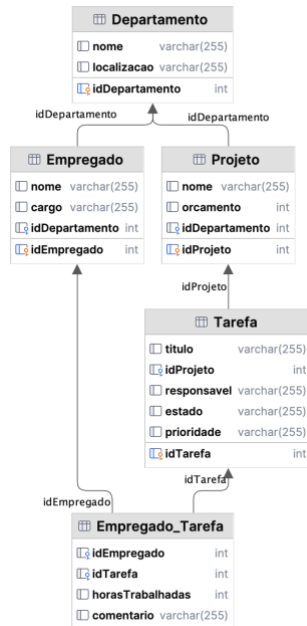 Departamento
nome varchar(255)
localizacao varchar(255)
idDepartamento int
idDepartamento
idDepartamento
Empregado
nome varchar(255)
cargo varchar(255)
idDepartamento int
idEmpregado int
Projeto
nome varchar(255)
orcamento int
idDepartamento int
idProjeto int
idProjeto
Tarefa
titulo varchar(255)
idProjeto int
responsavel varchar(255)
estado varchar(255)
prioridade varchar(255)
idTarefa int
idTarefa
idEmpregado
Empregado_Tarefa
idEmpregado int
idTarefa int
horasTrabalhadas int
comentario varchar(255)